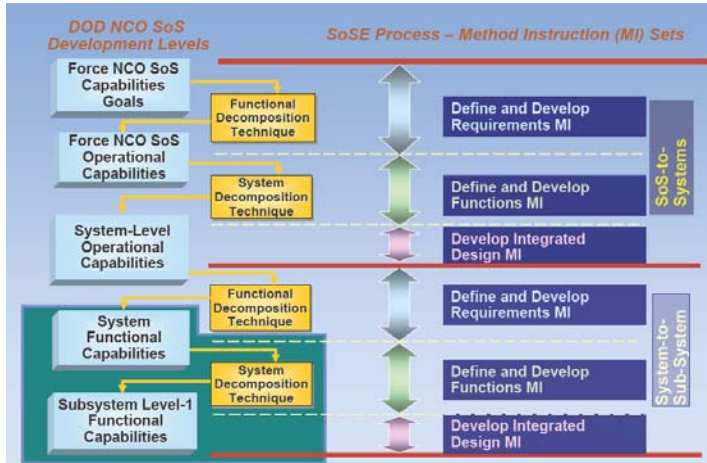 DOD NCO SoS
Development Levels
SoSE Process – Method Instruction (MI) Sets
Force NCO SoS
Capabilities
Goals
Functional
Decomposition
Technique
Force NCO SoS
Operational
Capabilities
System
Decomposition
Technique
System-Level
Operational
Capabilities
Functional
Decomposition
Technique
System
Functional
Capabilities
System
Decomposition
Technique
Subsystem Level-1
Functional
Capabilities
Define and Develop
Requirements MI
Define and Develop
Functions MI
Develop Integrated
Design MI
Define and Develop
Requirements MI
Define and Develop
Functions MI
Develop Integrated
Design MI
SoS-to-
Systems
System-to-
Sub-System